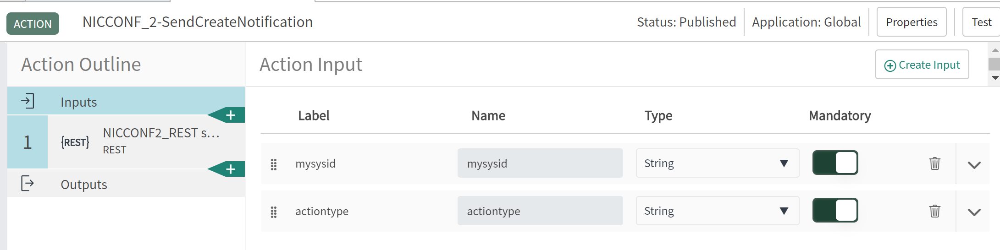 ACTION NICCONF_2-SendCreateNotification Status: Published Application: Global Properties Test
Action Outline
Inputs
1 {REST} NICCONF2_REST s...
REST
Outputs
Action Input Create Input
Label Name Type Mandatory
mysysid mysysid String
actiontype actiontype String